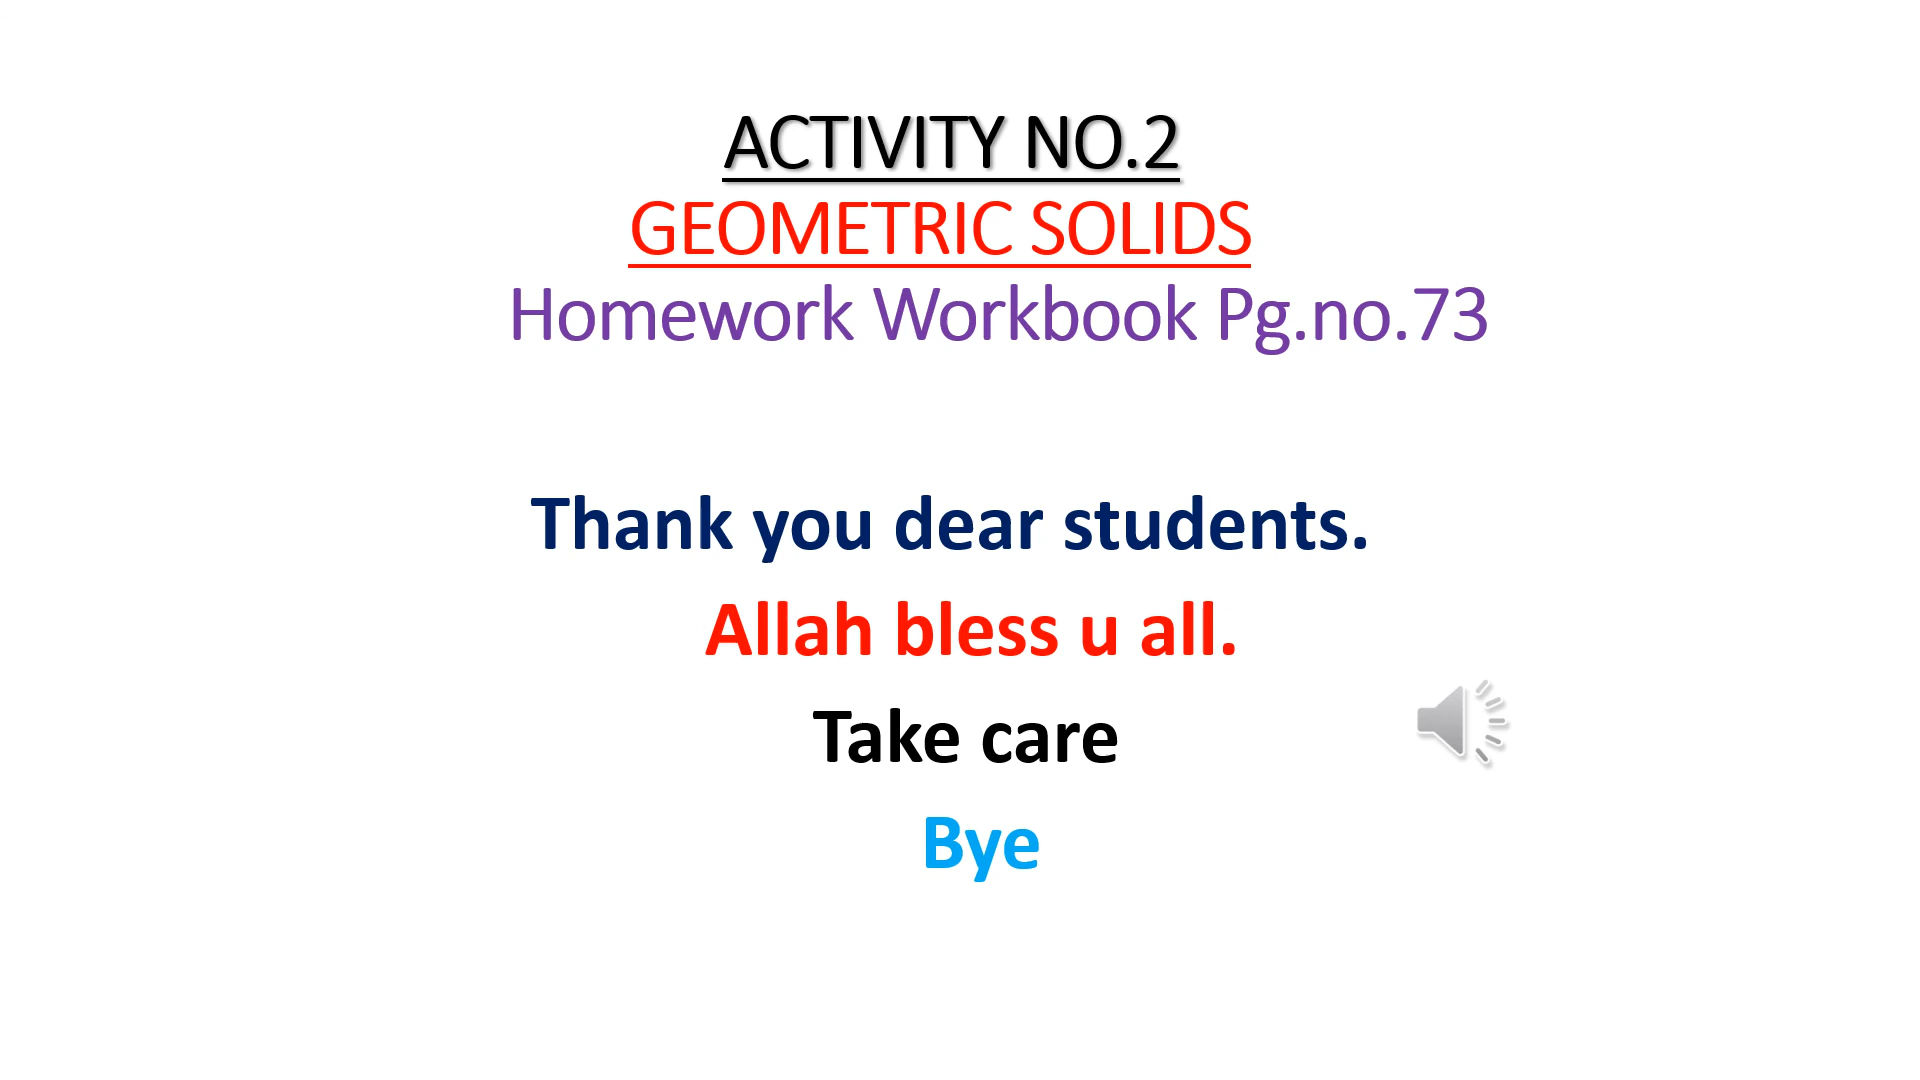 ACTIVITY NO.2
GEOMETRIC SOLIDS
Homework Workbook Pg.no.73
Thank you dear students.
Allah bless u all.
Take care
Bye